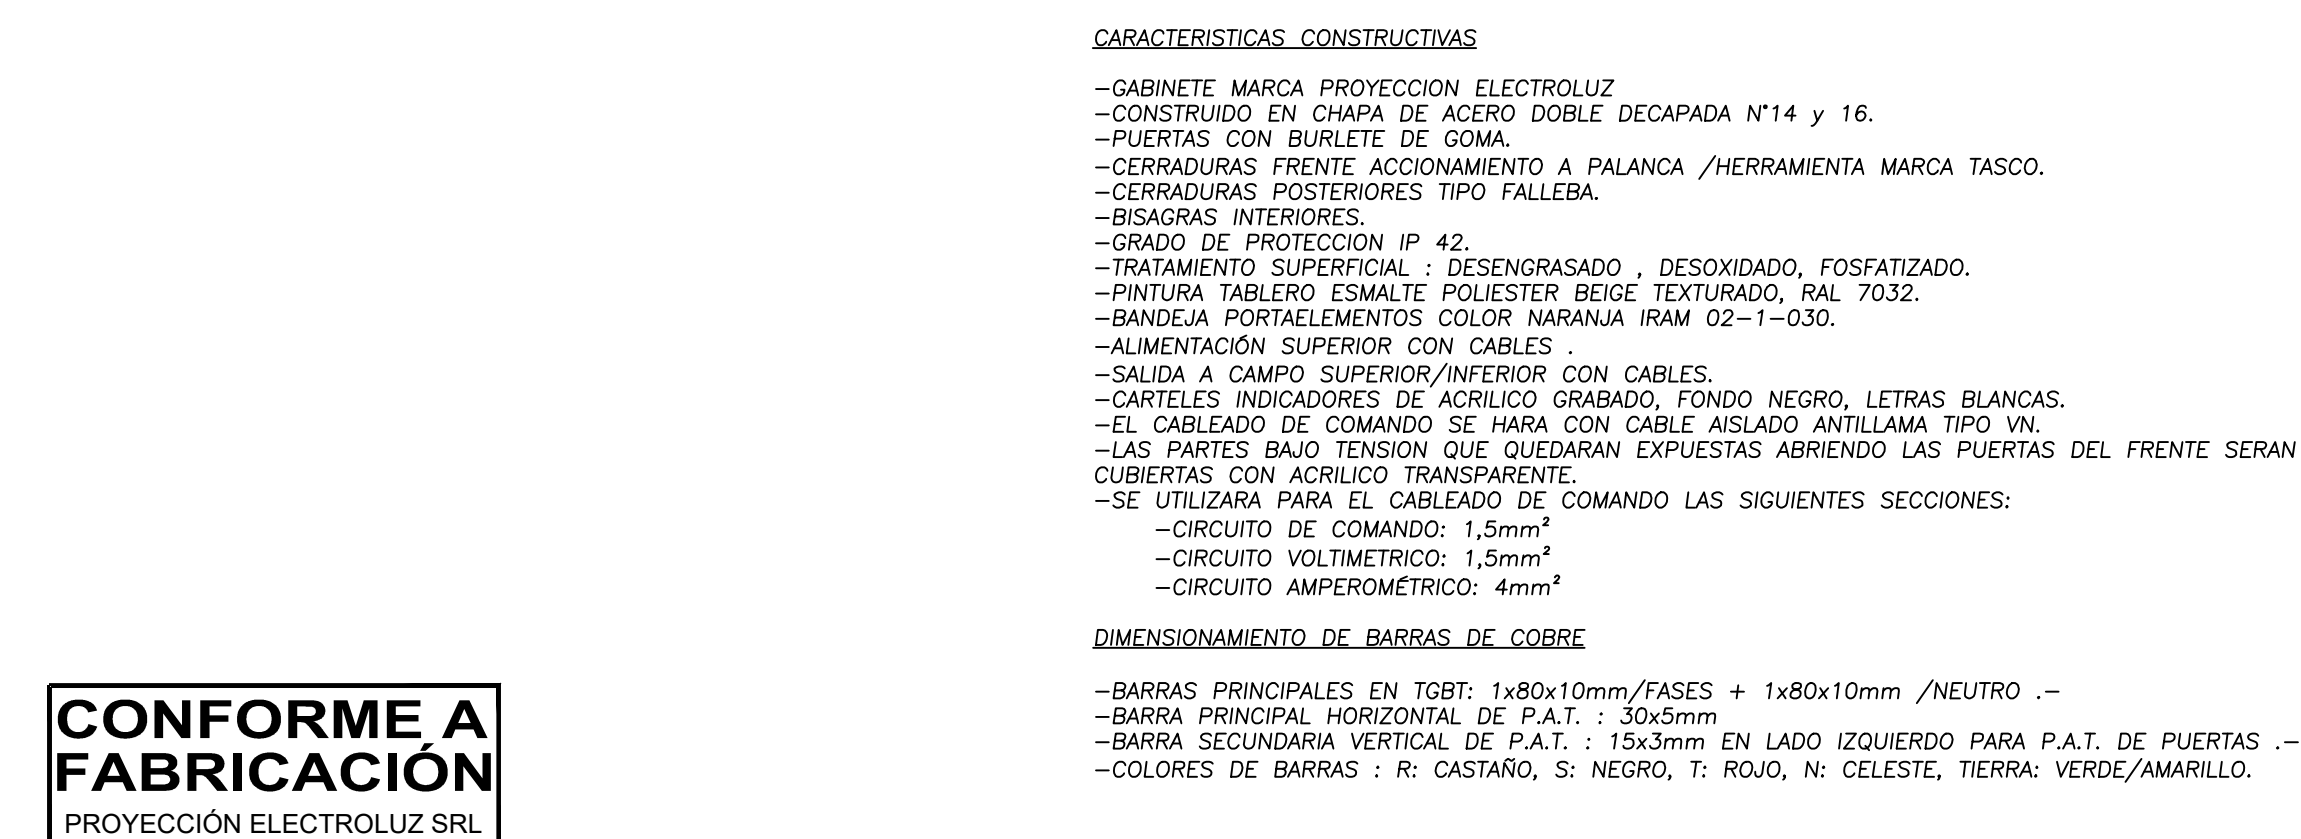 CARACTERISTICAS CONSTRUCTIVAS
-GABINETE MARCA PROYECCION ELECTROLUZ
-CONSTRUIDO EN CHAPA DE ACERO DOBLE DECAPADA N°14 y 16.
-PUERTAS CON BURLETE DE GOMA.
-CERRADURAS FRENTE ACCIONAMIENTO A PALANCA /HERRAMIENTA MARCA TASCO.
-CERRADURAS POSTERIORES TIPO FALLEBA.
-BISAGRAS INTERIORES.
-GRADO DE PROTECCION IP 42.
-TRATAMIENTO SUPERFICIAL : DESENGRASADO , DESOXIDADO, FOSFATIZADO.
-PINTURA TABLERO ESMALTE POLIESTER BEIGE TEXTURADO, RAL 7032.
-BANDEJA PORTAELEMENTOS COLOR NARANJA IRAM 02-1-030.
-ALIMENTACIÓN SUPERIOR CON CABLES .
-SALIDA A CAMPO SUPERIOR/INFERIOR CON CABLES.
-CARTELES INDICADORES DE ACRILICO GRABADO, FONDO NEGRO, LETRAS BLANCAS.
-EL CABLEADO DE COMANDO SE HARA CON CABLE AISLADO ANTILLAMA TIPO VN.
-LAS PARTES BAJO TENSION QUE QUEDARAN EXPUESTAS ABRIENDO LAS PUERTAS DEL FRENTE SERAN
CUBIERTAS CON ACRILICO TRANSPARENTE.
-SE UTILIZARA PARA EL CABLEADO DE COMANDO LAS SIGUIENTES SECCIONES:
-CIRCUITO DE COMANDO: 1,5mm²
-CIRCUITO VOLTIMETRICO: 1,5mm²
-CIRCUITO AMPEROMÉTRICO: 4mm²
DIMENSIONAMIENTO DE BARRAS DE COBRE
-BARRAS PRINCIPALES EN TGBT: 1x80x10mm/FASES + 1x80x10mm /NEUTRO .-
-BARRA PRINCIPAL HORIZONTAL DE P.A.T. : 30x5mm
-BARRA SECUNDARIA VERTICAL DE P.A.T. : 15x3mm EN LADO IZQUIERDO PARA P.A.T. DE PUERTAS .-
-COLORES DE BARRAS : R: CASTAÑO, S: NEGRO, T: ROJO, N: CELESTE, TIERRA: VERDE/AMARILLO.
CONFORME A
FABRICACIÓN
PROYECCIÓN ELECTROLUZ SRL